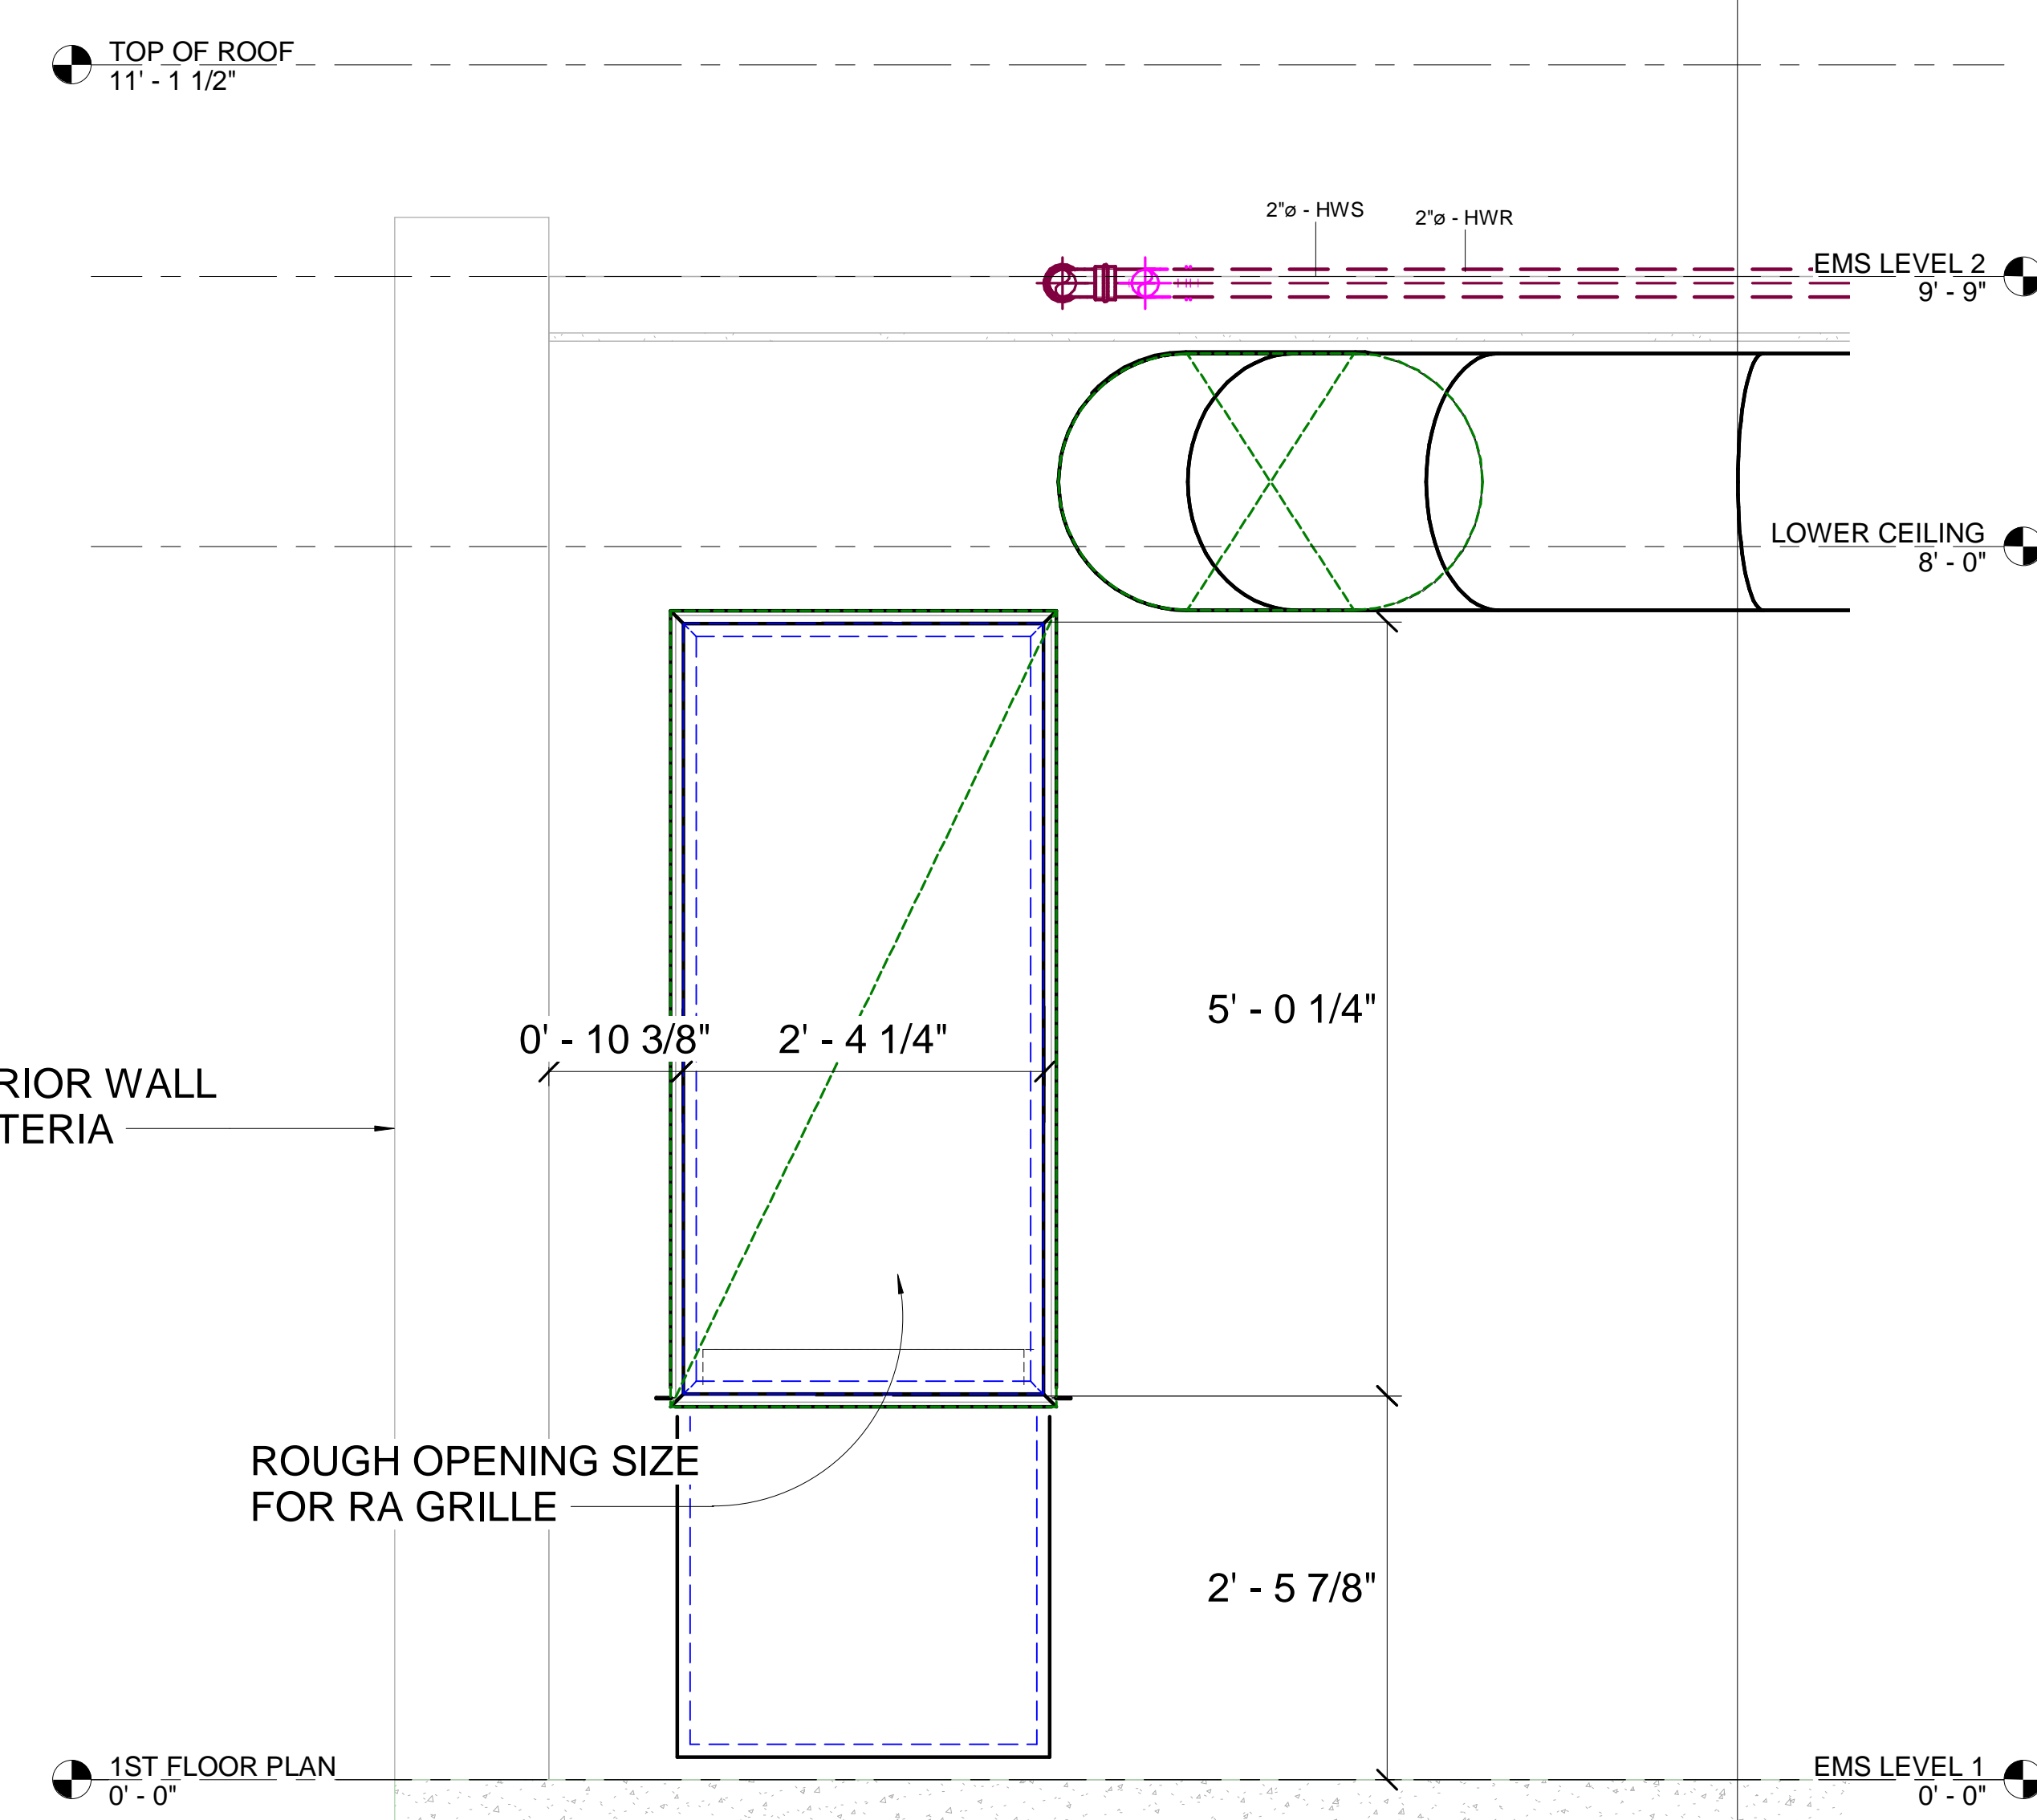 TOP OF ROOF
11' - 1 1/2"
2"ø - HWS
2"ø - HWR
EMS LEVEL 2
9' - 9"
LOWER CEILING
8' - 0"
5' - 0 1/4"
0' - 10 3/8"
2' - 4 1/4"
RIOR WALL
TERIA
ROUGH OPENING SIZE
FOR RA GRILLE
2' - 5 7/8"
1ST FLOOR PLAN
0' - 0"
EMS LEVEL 1
0' - 0"